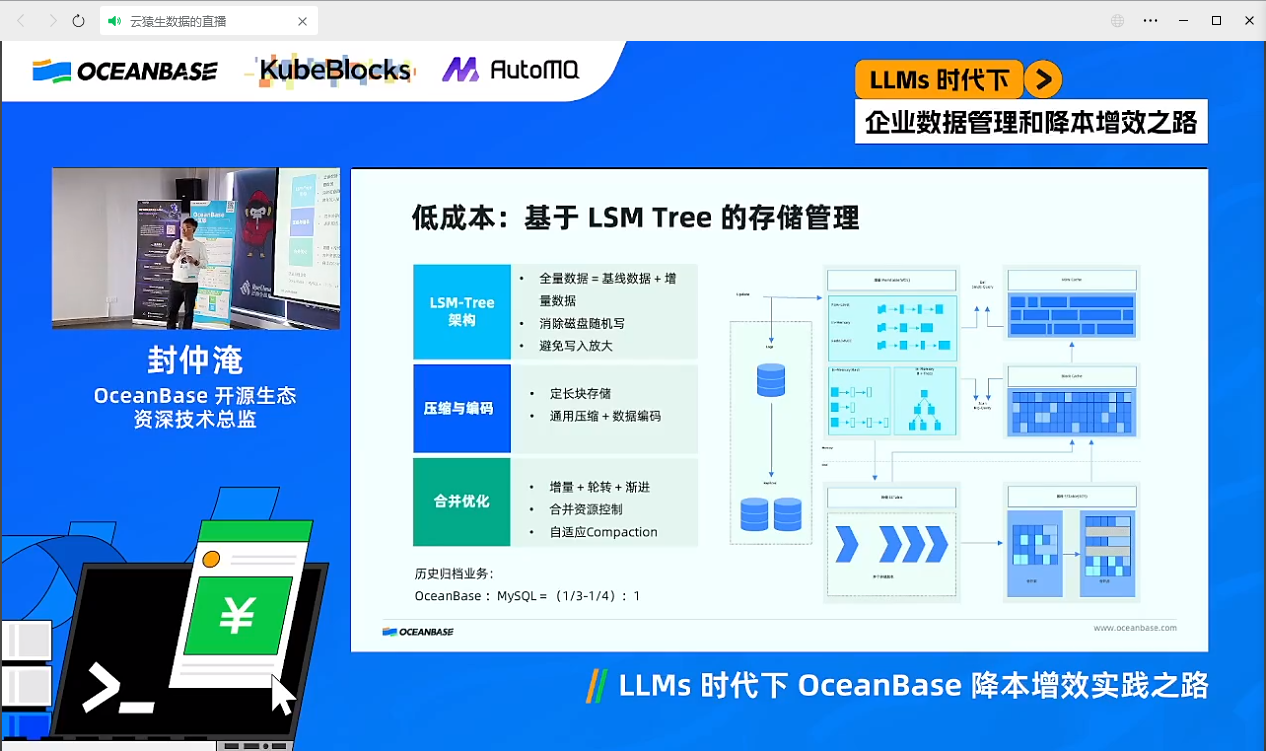 云猿生数据的直播
OCEANBASE
KubeBlocks
AutoMQ
LLMs 时代下
企业数据管理和降本增效之路
封仲淹
OceanBase 开源生态
资深技术总监
低成本：基于 LSM Tree 的存储管理
LSM-Tree
架构
• 全量数据 = 基线数据 + 增
量数据
• 消除磁盘随机写
• 避免写入放大
压缩与编码
• 定长块存储
• 通用压缩 + 数据编码
合并优化
• 增量 + 轮转 + 渐进
• 合并资源控制
• 自适应Compaction
历史归档业务：
OceanBase ：MySQL =（1/3-1/4）：1
OCEANBASE
www.oceanbase.com
¥
>_
LLMs 时代下 OceanBase 降本增效实践之路